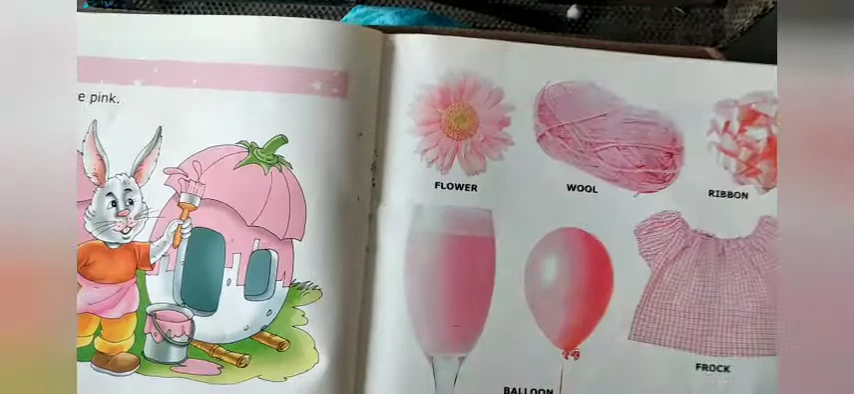 e pink.
FLOWER
WOOL
RIBBON
BALLOON
FROCK